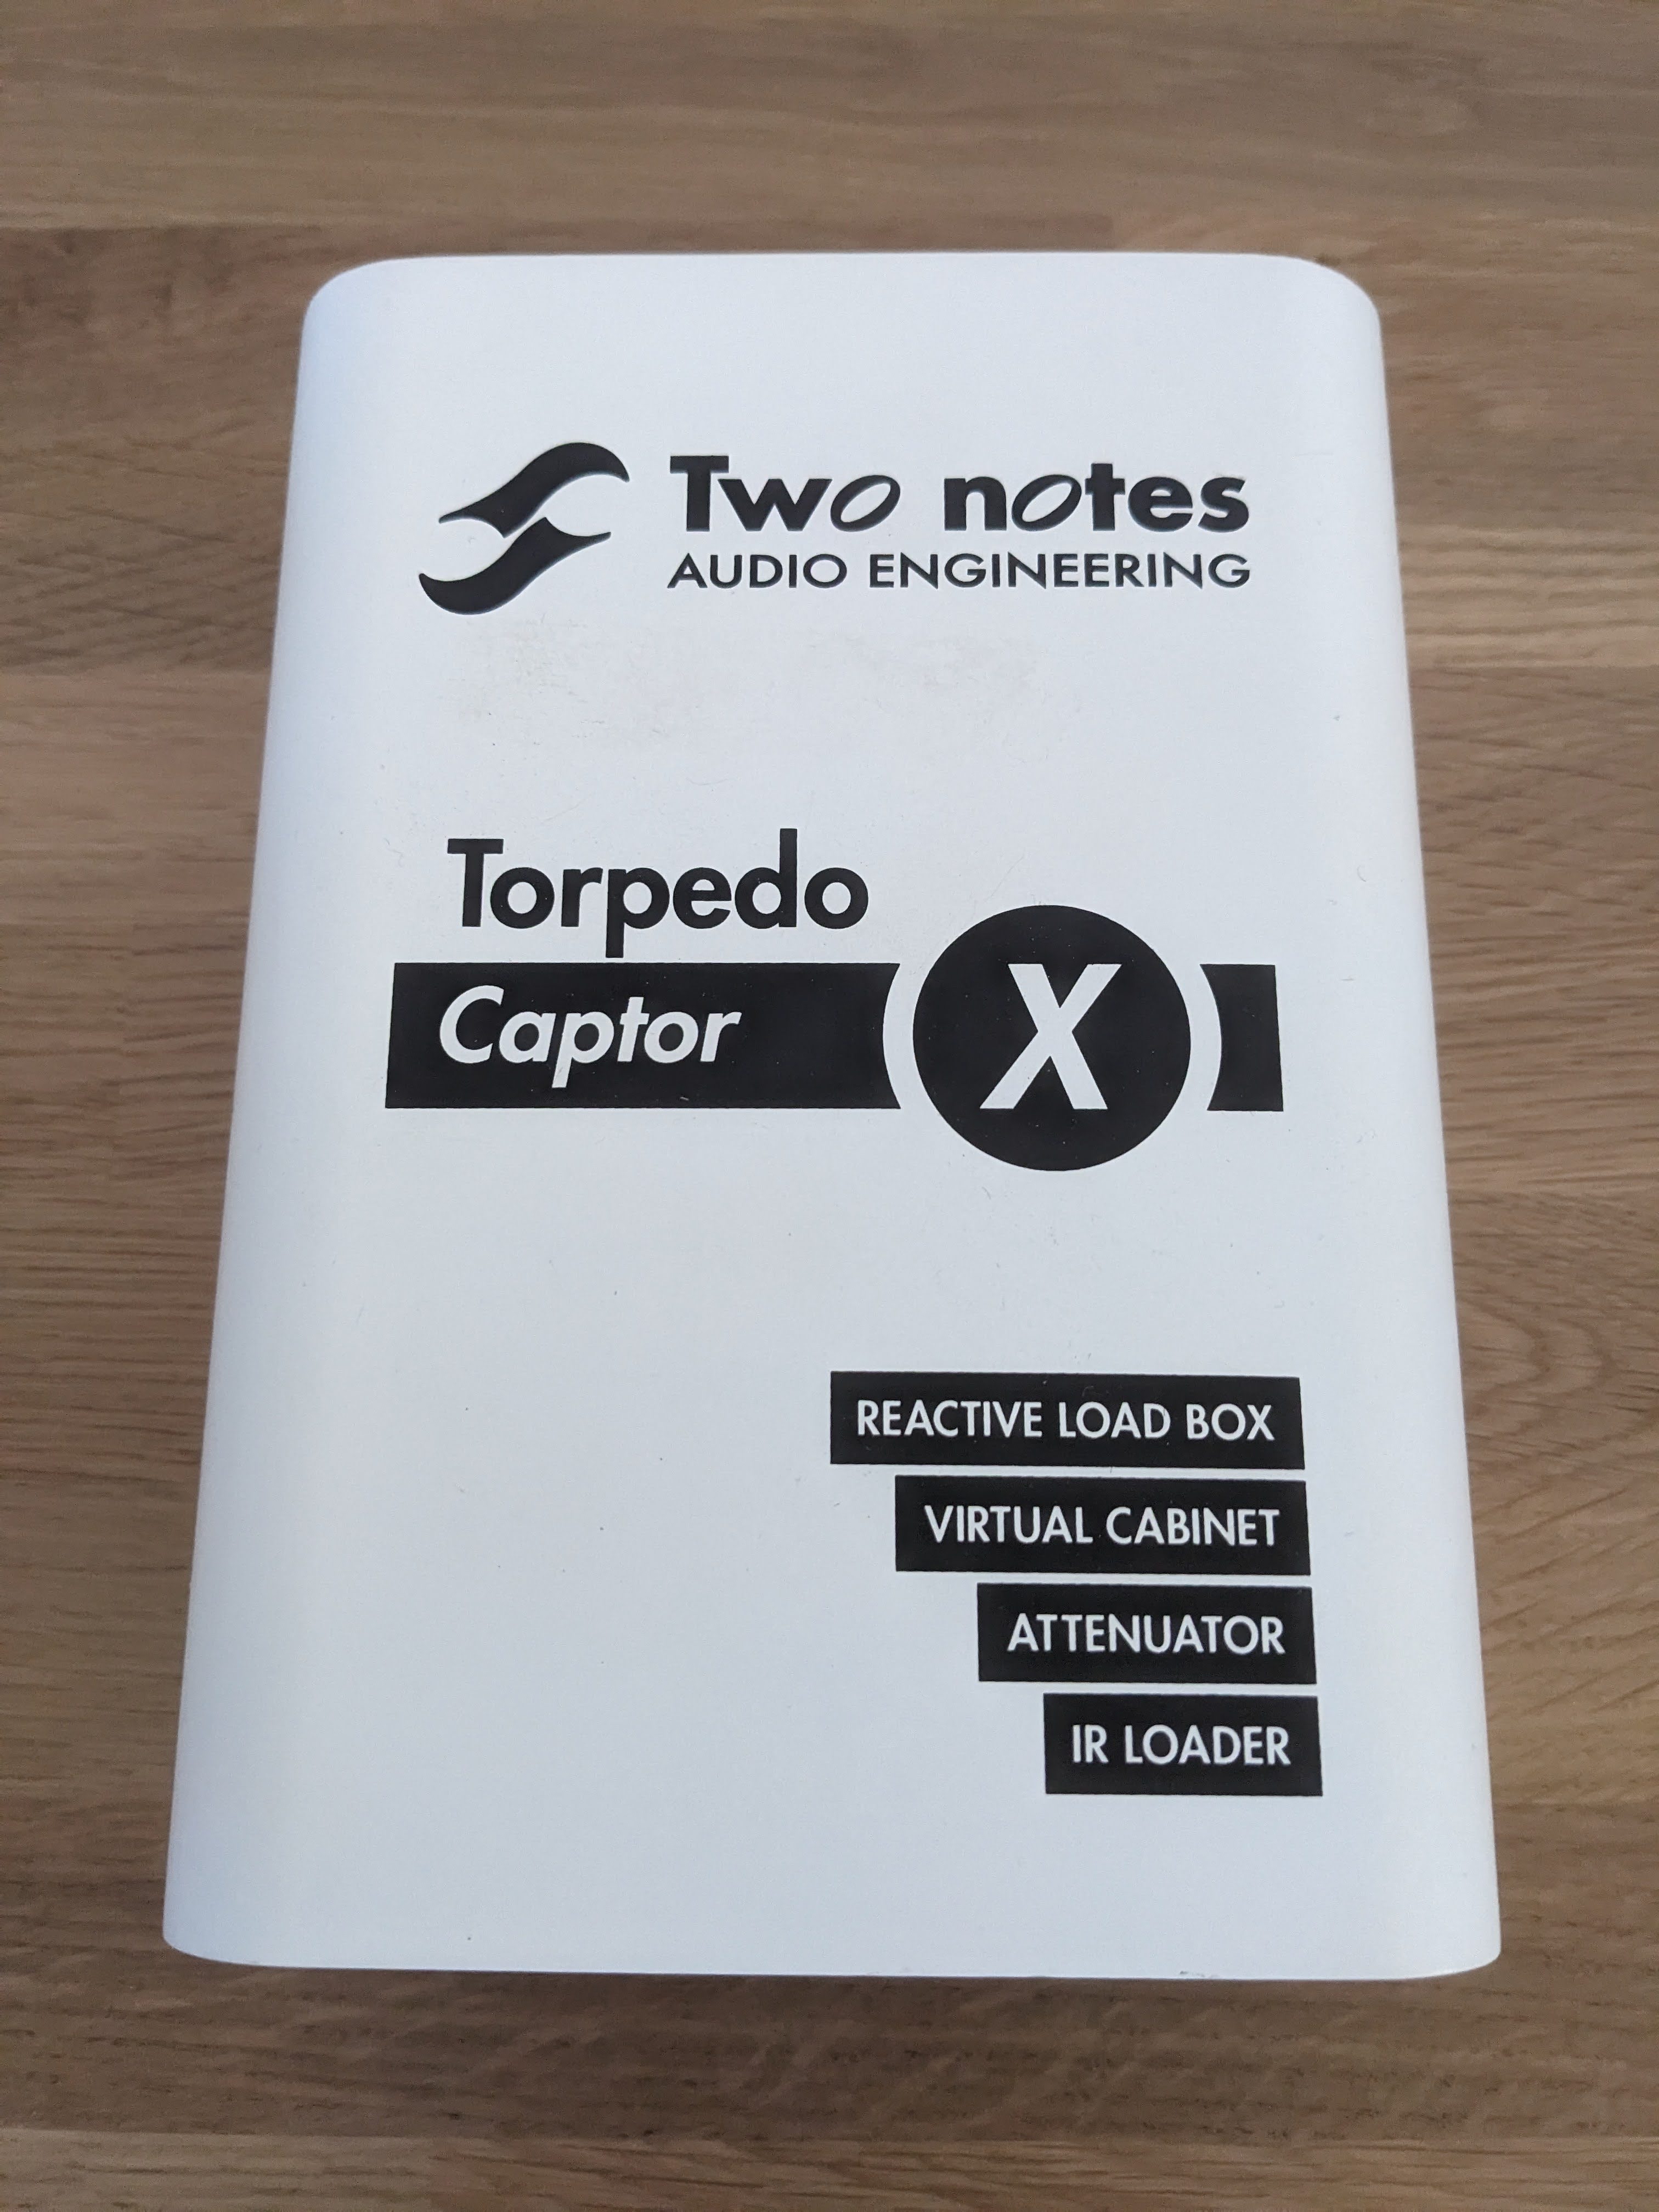 Two notes
AUDIO ENGINEERING
Torpedo
Captor X
REACTIVE LOAD BOX
VIRTUAL CABINET
ATTENUATOR
IR LOADER